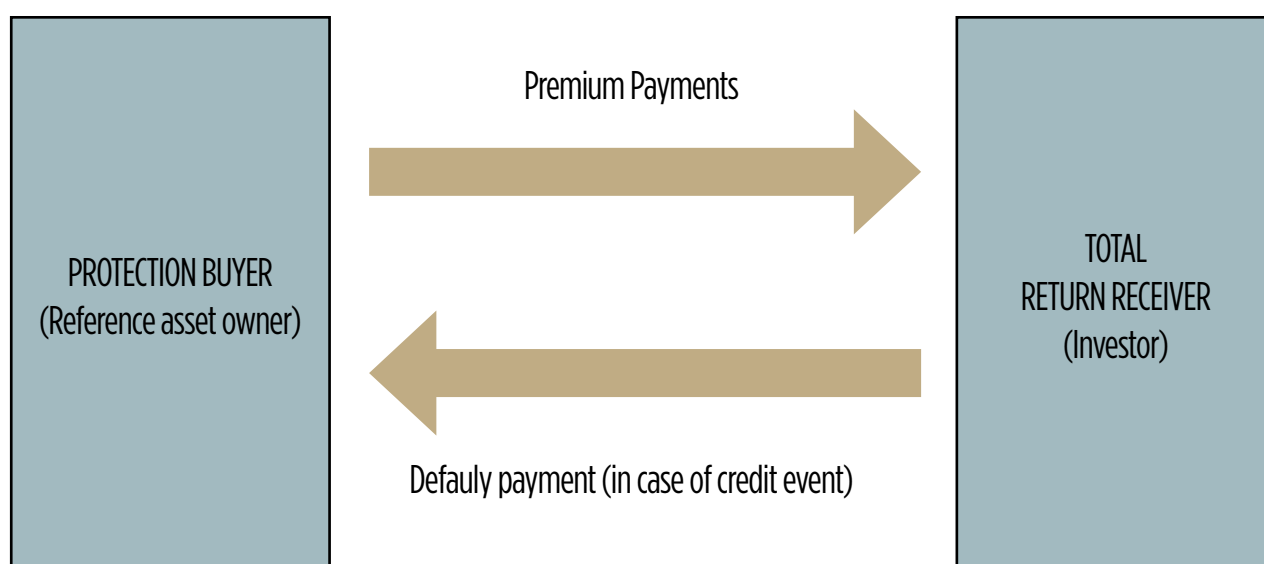 Premium Payments
PROTECTION BUYER
(Reference asset owner)
TOTAL
RETURN RECEIVER
(Investor)
Defauly payment (in case of credit event)